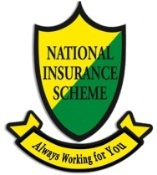 NATIONAL
INSURANCE
SCHEME
Always Working for You